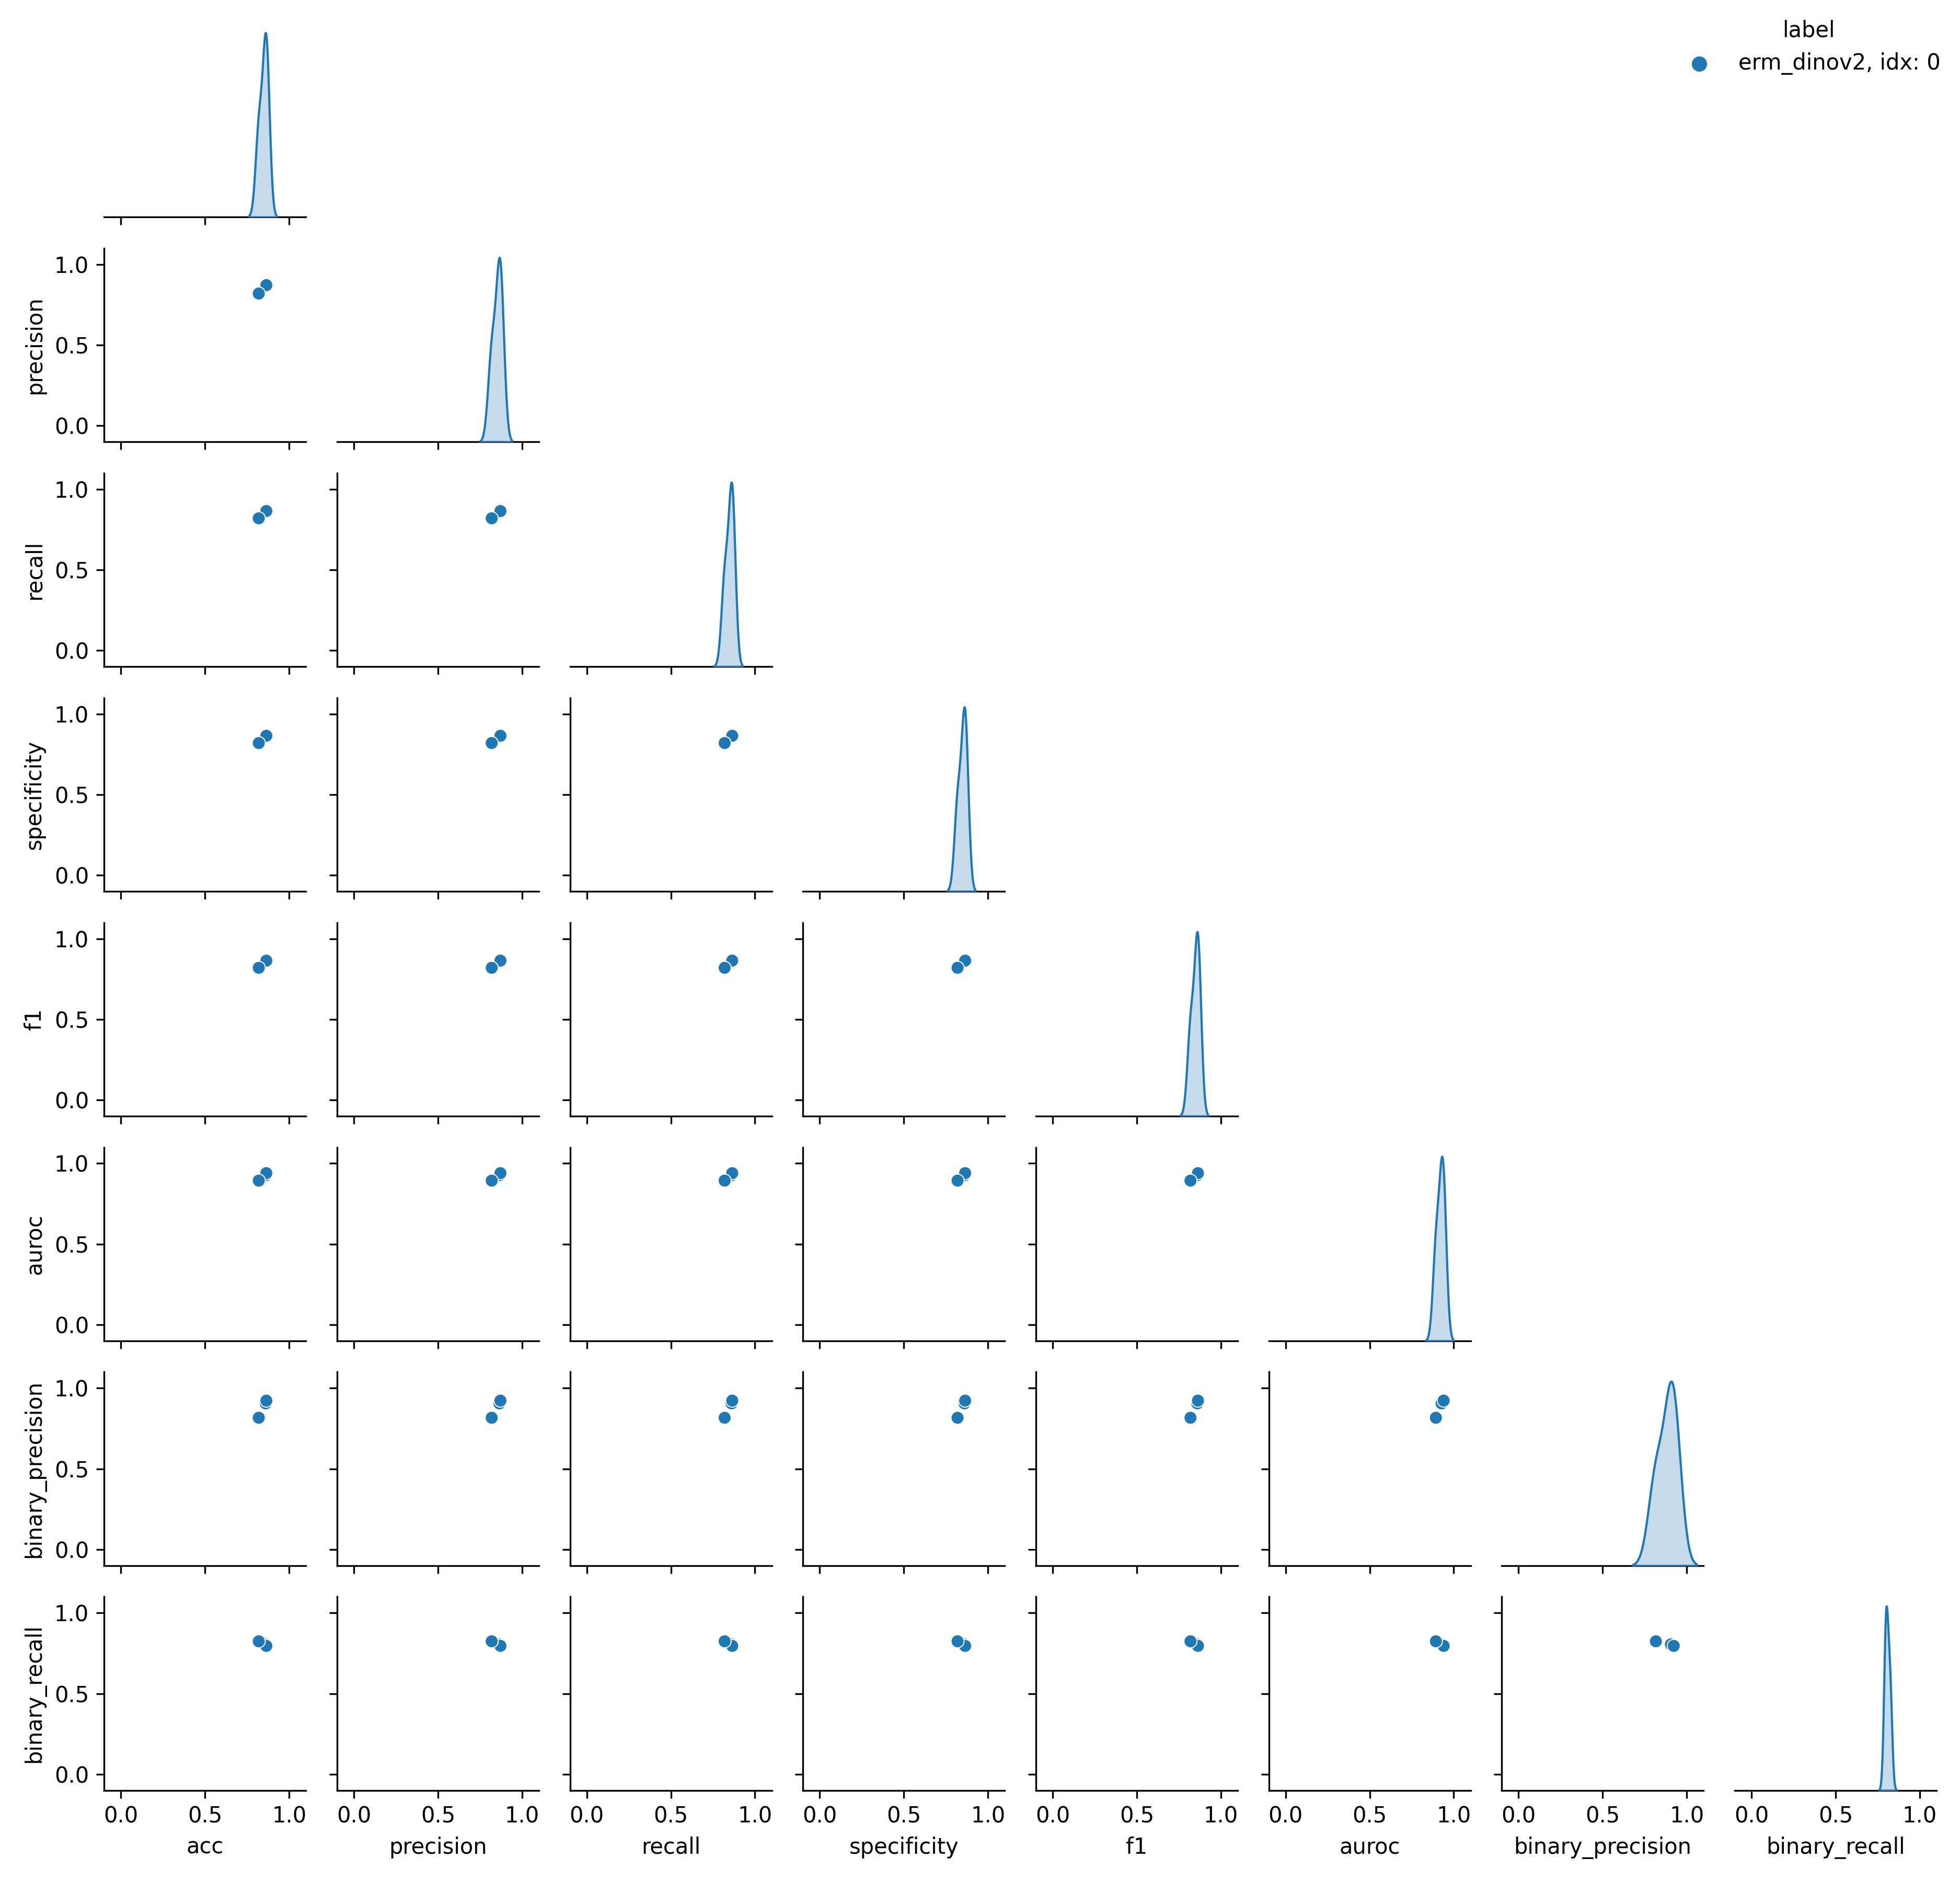 label
erm_dinov2, idx: 0
precision
1.0
0.5
0.0
recall
1.0
0.5
0.0
specificity
1.0
0.5
0.0
f1
1.0
0.5
0.0
auroc
1.0
0.5
0.0
binary_precision
1.0
0.5
0.0
binary_recall
1.0
0.5
0.0
0.0 0.5 1.0 0.0 0.5 1.0 0.0 0.5 1.0 0.0 0.5 1.0 0.0 0.5 1.0 0.0 0.5 1.0 0.0 0.5 1.0 0.0 0.5 1.0
acc precision recall specificity f1 auroc binary_precision binary_recall